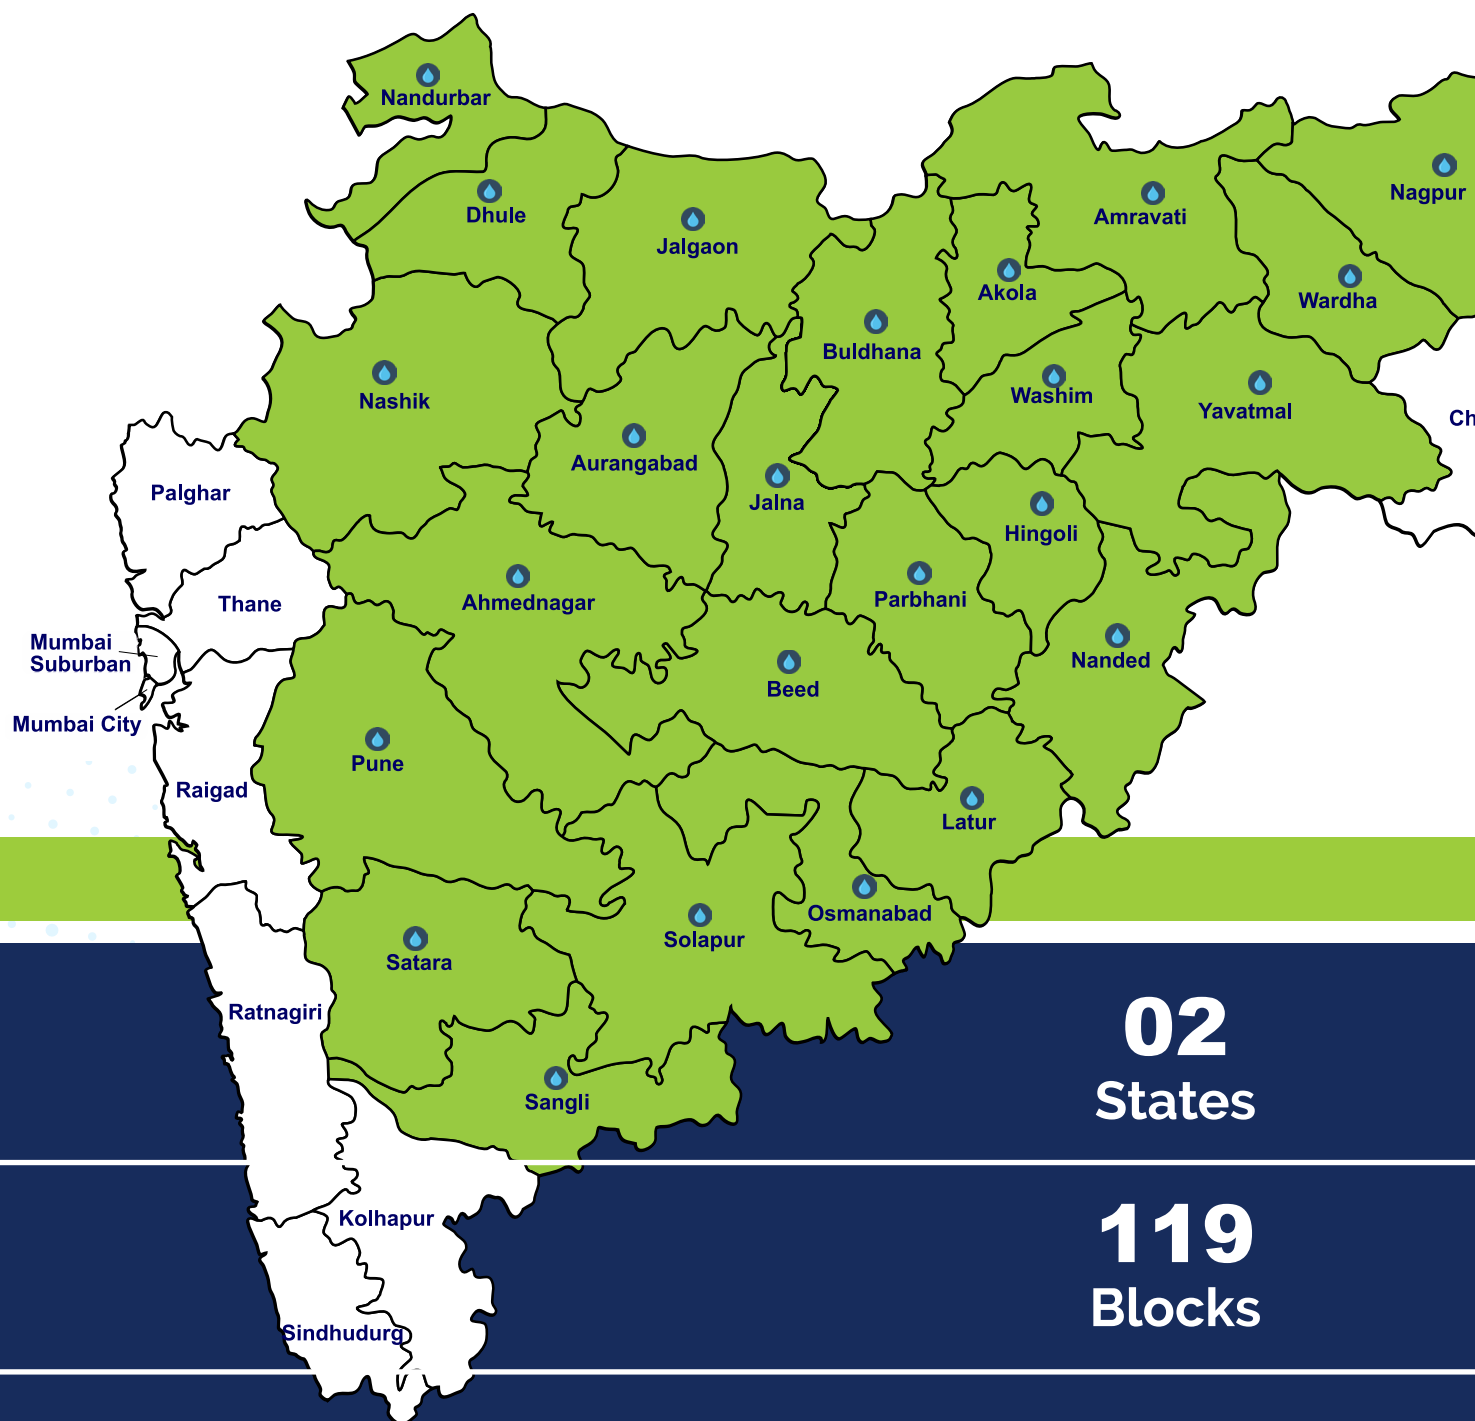 Nandurbar
Dhule
Jalgaon
Nagpur
Amravati
Akola
Wardha
Buldhana
Washim
Yavatmal
Nashik
Ch
Aurangabad
Palghar
Jalna
Hingoli
Thane
Ahmednagar
Parbhani
Mumbai
Suburban
Nanded
Beed
Mumbai City
Pune
Raigad
Latur
Osmanabad
Solapur
Satara
Ratnagiri
02
States
Sangli
Kolhapur
119
Blocks
Sindhudurg